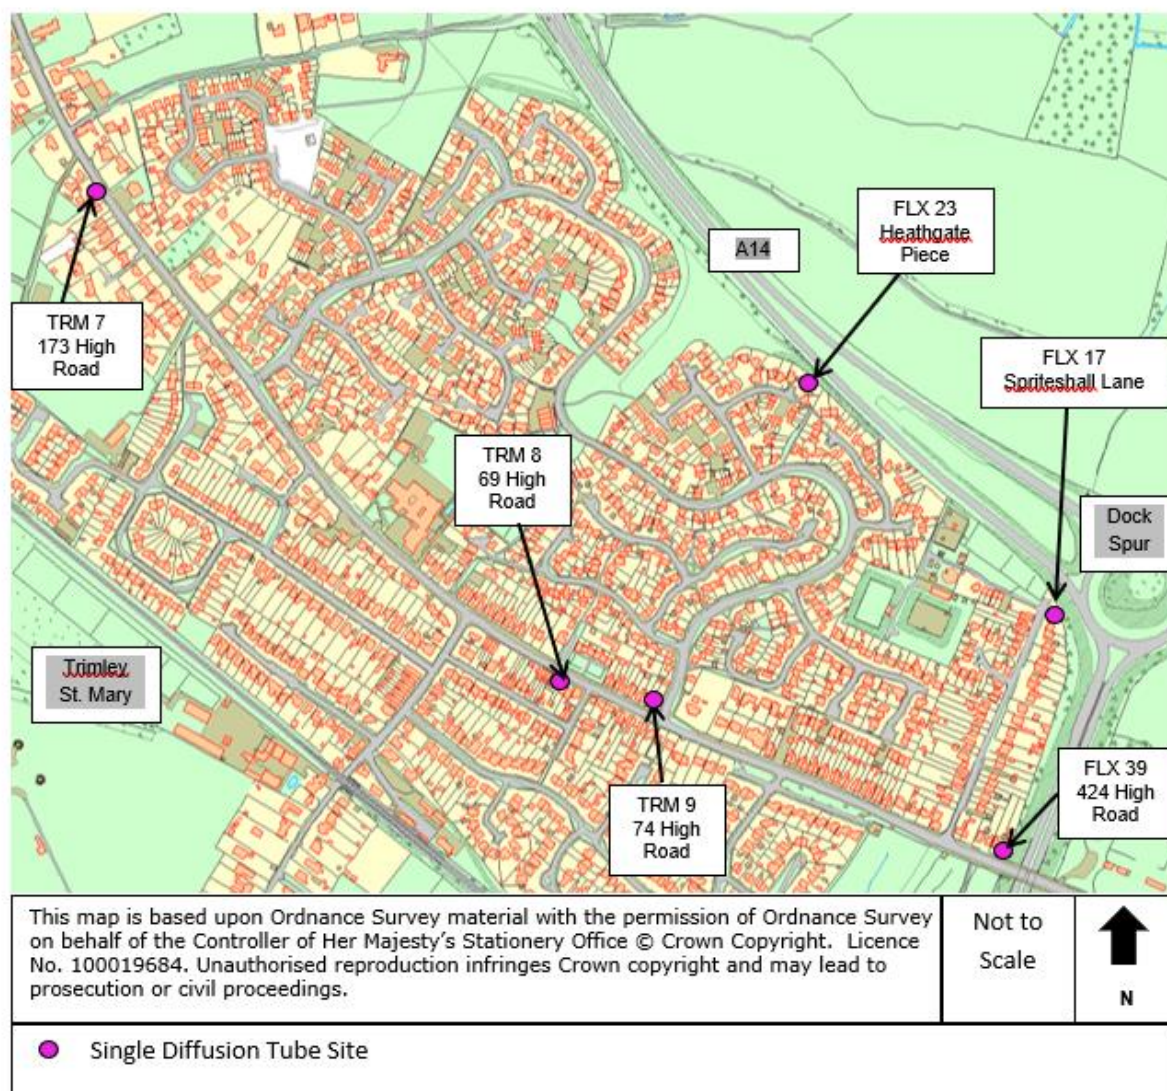 FLX 23
Heathgate
Piece
A14
TRM 7
173 High
Road
FLX 17
Spriteshall Lane
TRM 8
69 High
Road
Dock
Spur
Trimley
St. Mary
TRM 9
74 High
Road
FLX 39
424 High
Road
This map is based upon Ordnance Survey material with the permission of Ordnance Survey
on behalf of the Controller of Her Majesty's Stationery Office © Crown Copyright. Licence
No. 100019684. Unauthorised reproduction infringes Crown copyright and may lead to
prosecution or civil proceedings.
Not to
Scale
N
Single Diffusion Tube Site